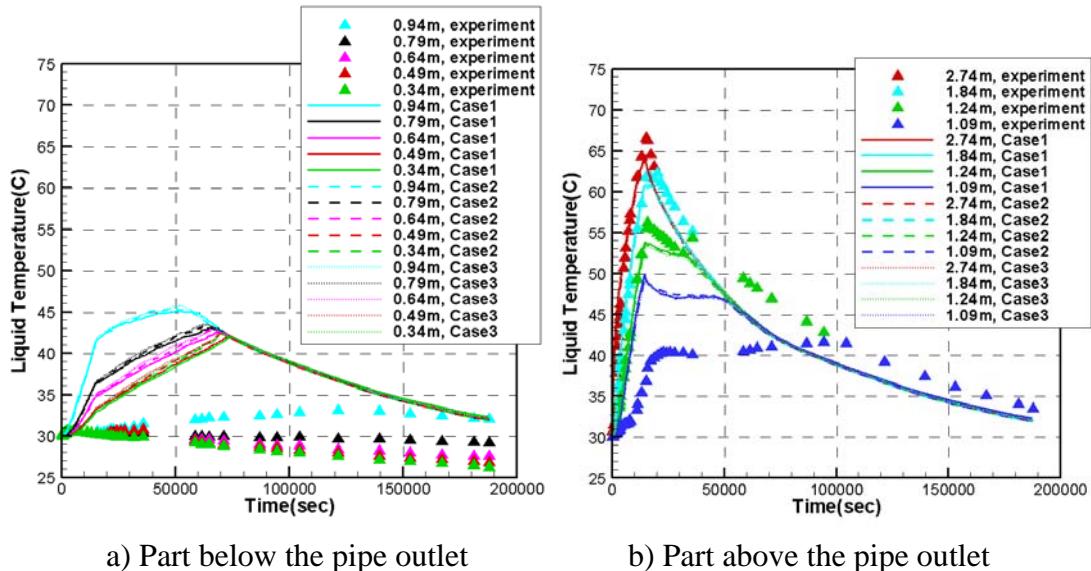 75
70
65
60
55
50
45
40
35
30
25
Liquid Temperature(C)
0
50000
100000
150000
200000
Time(sec)
0.94m, experiment
0.79m, experiment
0.64m, experiment
0.49m, experiment
0.34m, experiment
0.94m, Case1
0.79m, Case1
0.64m, Case1
0.49m, Case1
0.34m, Case1
0.94m, Case2
0.79m, Case2
0.64m, Case2
0.49m, Case2
0.34m, Case2
0.94m, Case3
0.79m, Case3
0.64m, Case3
0.49m, Case3
0.34m, Case3
a) Part below the pipe outlet
75
70
65
60
55
50
45
40
35
30
25
Liquid Temperature(C)
0
50000
100000
150000
200000
Time(sec)
2.74m, experiment
1.84m, experiment
1.24m, experiment
1.09m, experiment
2.74m, Case1
1.84m, Case1
1.24m, Case1
1.09m, Case1
2.74m, Case2
1.84m, Case2
1.24m, Case2
1.09m, Case2
2.74m, Case3
1.84m, Case3
1.24m, Case3
1.09m, Case3
b) Part above the pipe outlet